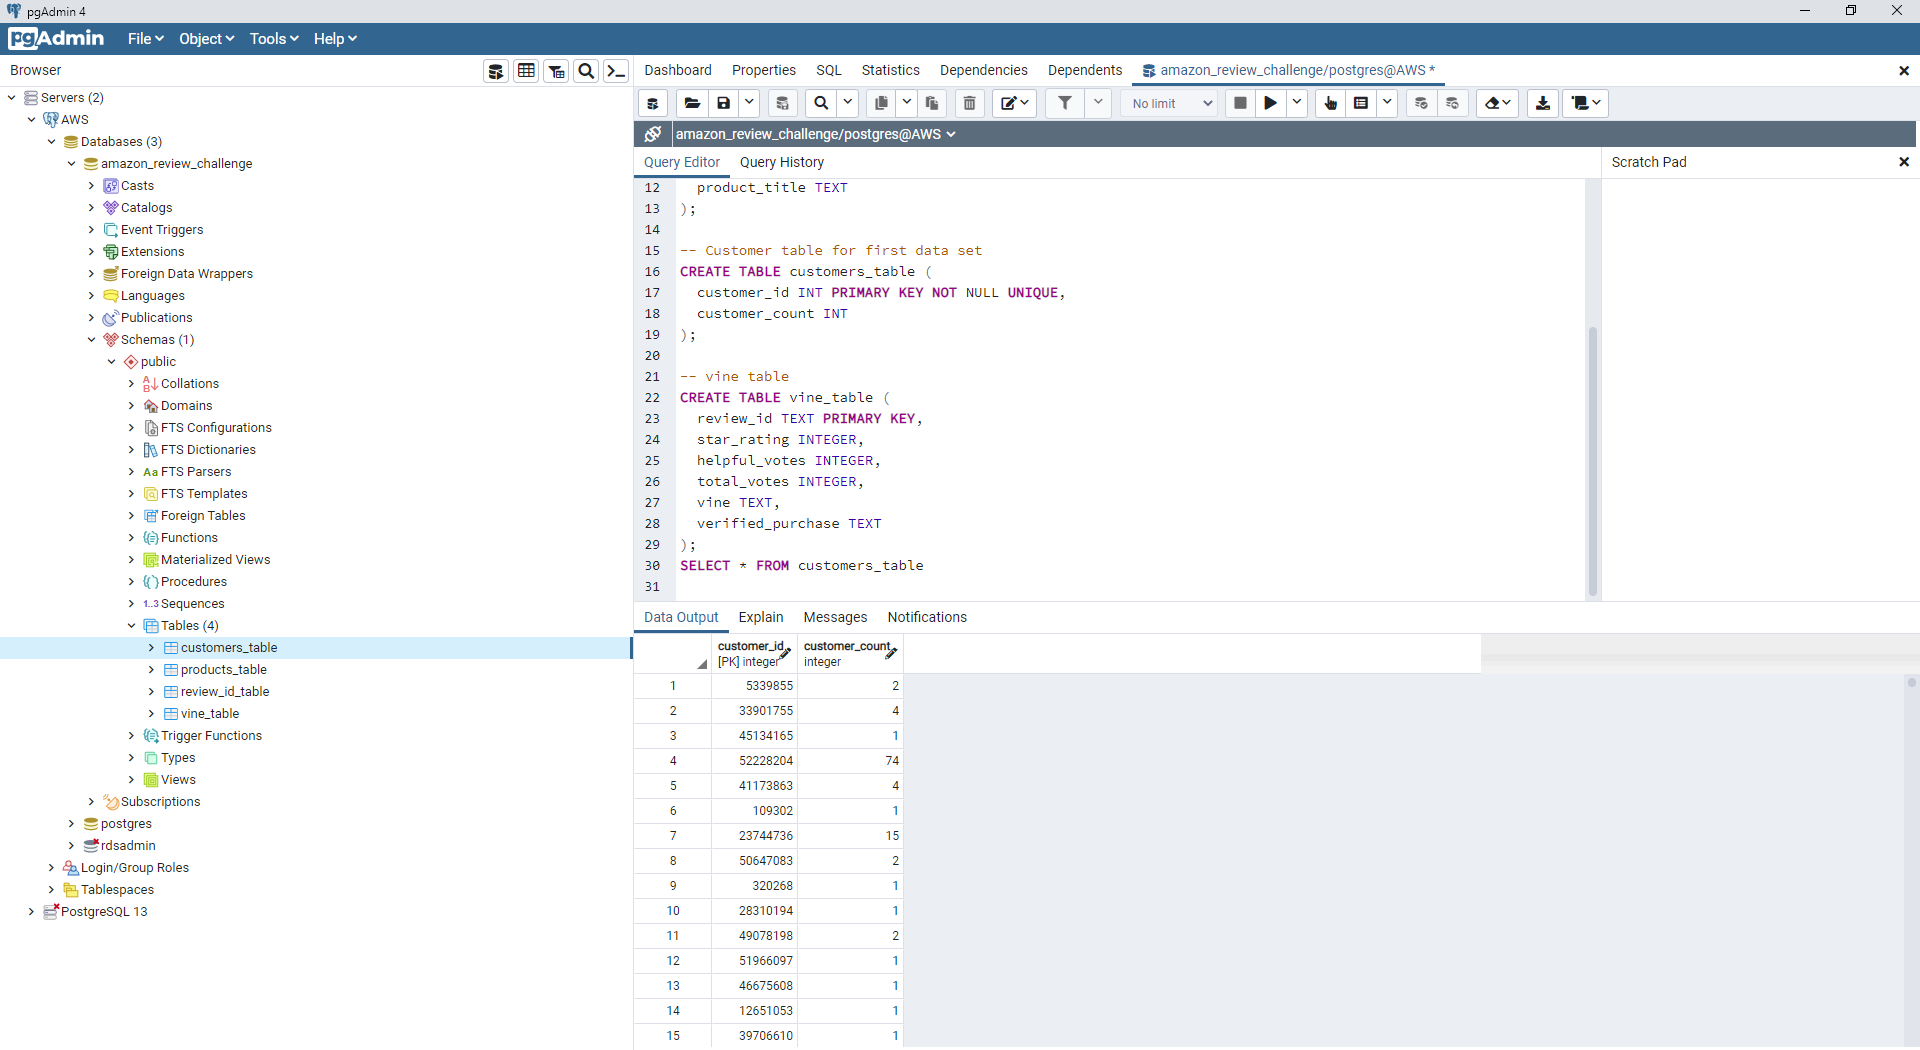 pgAdmin 4
pgAdmin File Object Tools Help
Browser
Servers (2)
AWS
Databases (3)
amazon_review_challenge
Casts
Catalogs
Event Triggers
Extensions
Foreign Data Wrappers
Languages
Publications
Schemas (1)
public
Collations
Domains
FTS Configurations
FTS Dictionaries
Aa FTS Parsers
FTS Templates
Foreign Tables
Functions
Materialized Views
Procedures
1..3 Sequences
Tables (4)
customers_table
products_table
review_id_table
vine_table
Trigger Functions
Types
Views
Subscriptions
postgres
rdsadmin
Login/Group Roles
Tablespaces
PostgreSQL 13
Dashboard Properties SQL Statistics Dependencies Dependents amazon_review_challenge/postgres@AWS *
No limit
amazon_review_challenge/postgres@AWS
Query Editor Query History
Scratch Pad
12 product_title TEXT
13 );
14
15 -- Customer table for first data set
16 CREATE TABLE customers_table (
17 customer_id INT PRIMARY KEY NOT NULL UNIQUE,
18 customer_count INT
19 );
20
21 -- vine table
22 CREATE TABLE vine_table (
23 review_id TEXT PRIMARY KEY,
24 star_rating INTEGER,
25 helpful_votes INTEGER,
26 total_votes INTEGER,
27 vine TEXT,
28 verified_purchase TEXT
29 );
30 SELECT * FROM customers_table
31
Data Output Explain Messages Notifications
customer_id customer_count
[PK] integer integer
1 5339855 2
2 33901755 4
3 45134165 1
4 52228204 74
5 41173863 4
6 109302 1
7 23744736 15
8 50647083 2
9 320268 1
10 28310194 1
11 49078198 2
12 51966097 1
13 46675608 1
14 12651053 1
15 39706610 1